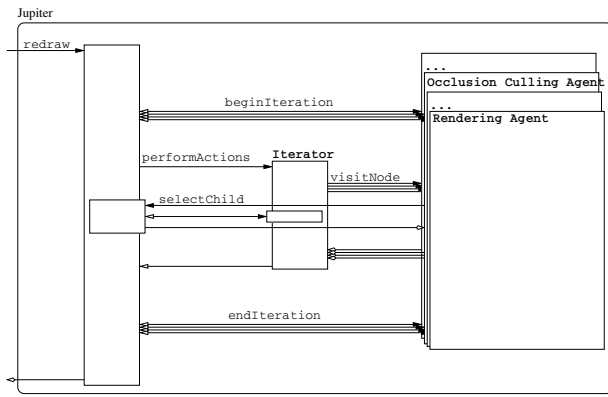 Jupiter
redraw
...
Occlusion Culling Agent
beginIteration
...
Rendering Agent
performActions
Iterator
visitNode
selectChild
endIteration